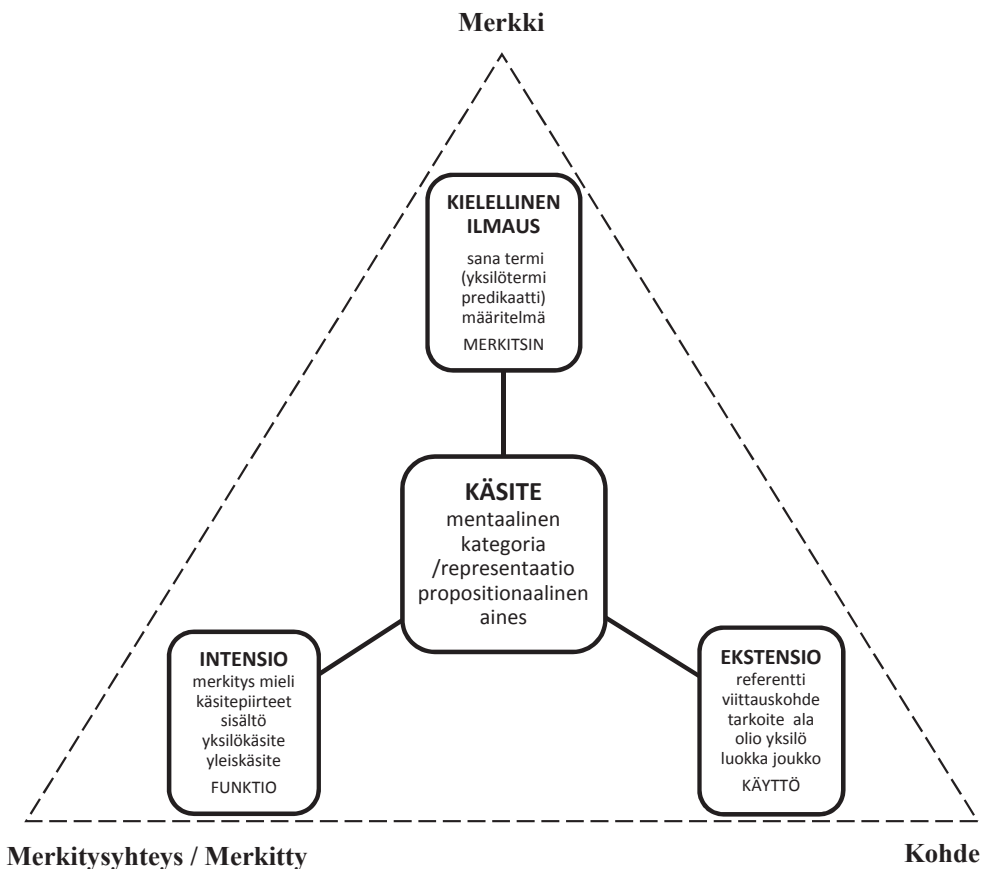 Merkki
KIELELLINEN
ILMAUS
sana termi
(yksilötermi
predikaatti)
määritelmä
MERKITSIN
KÄSITE
mentaalinen
kategoria
/representaatio
propositionaalinen
aines
INTENSIO
merkitys mieli
käsitepiirteet
sisältö
yksilökäsite
yleiskäsite
FUNKTIO
EKSTENSIO
referentti
viittauskohde
tarkoite ala
olio yksilö
luokka joukko
KÄYTTÖ
Merkitysyhteys / Merkitty
Kohde